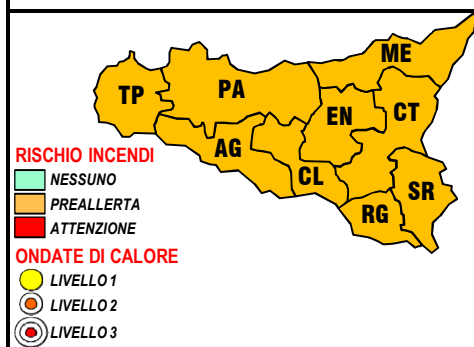 ME
TP
PA
EN
CT
AG
CL
SR
RG
RISCHIO INCENDI
NESSUNO
PREALLERTA
ATTENZIONE
ONDATE DI CALORE
LIVELLO 1
LIVELLO 2
LIVELLO 3